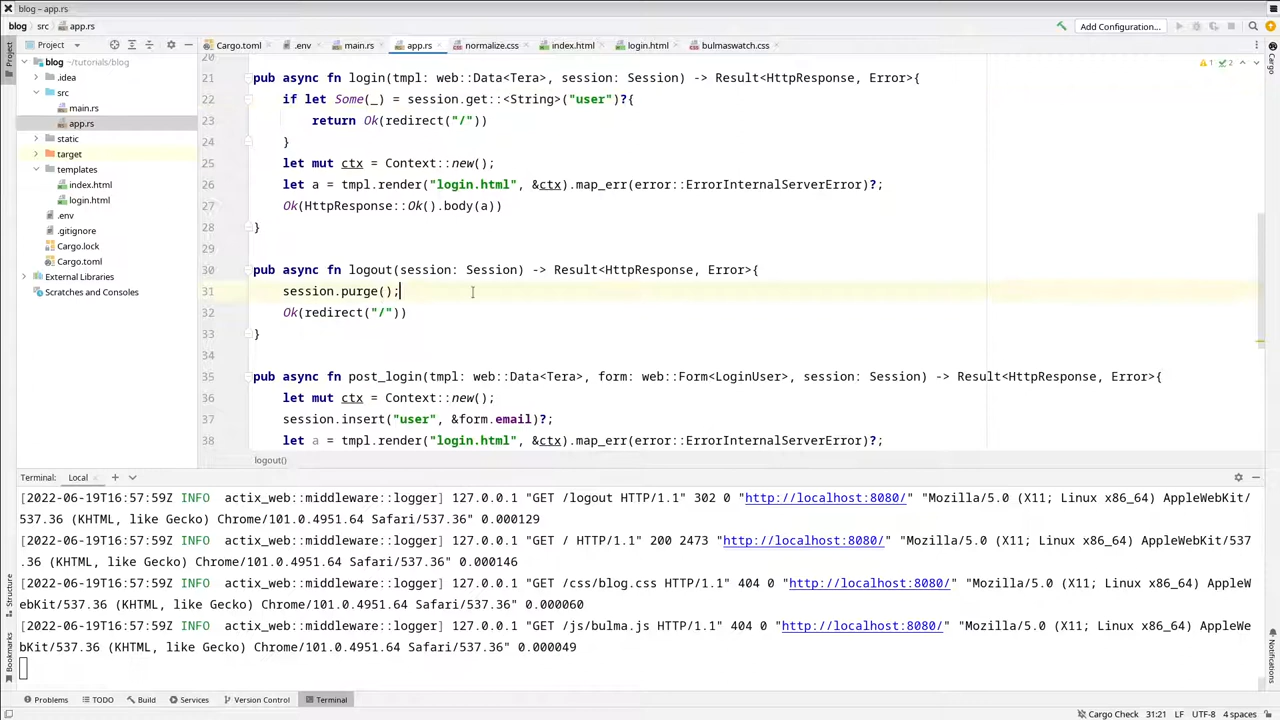 blog – app.rs
blog src app.rs Add Configuration...
Project Cargo.toml .env main.rs app.rs normalize.css index.html login.html bulmaswatch.css
blog ~/tutorials/blog
.idea
src
main.rs
app.rs
static
target
templates
index.html
login.html
.env
.gitignore
Cargo.lock
Cargo.toml
External Libraries
Scratches and Consoles
Project
Structure
Bookmarks
20
21 pub async fn login(tmpl: web::Data<Tera>, session: Session) -> Result<HttpResponse, Error>{
22 if let Some(_) = session.get::<String>("user")?{
23 return Ok(redirect("/"))
24 }
25 let mut ctx = Context::new();
26 let a = tmpl.render("login.html", &ctx).map_err(error::ErrorInternalServerError)?;
27 Ok(HttpResponse::Ok().body(a))
28 }
29
30 pub async fn logout(session: Session) -> Result<HttpResponse, Error>{
31 session.purge();
32 Ok(redirect("/"))
33 }
34
35 pub async fn post_login(tmpl: web::Data<Tera>, form: web::Form<LoginUser>, session: Session) -> Result<HttpResponse, Error>{
36 let mut ctx = Context::new();
37 session.insert("user", &form.email)?;
38 let a = tmpl.render("login.html", &ctx).map_err(error::ErrorInternalServerError)?;
logout()
1 2
Cargo
Notifications
Terminal: Local
[2022-06-19T16:57:59Z INFO actix_web::middleware::logger] 127.0.0.1 "GET /logout HTTP/1.1" 302 0 "http://localhost:8080/" "Mozilla/5.0 (X11; Linux x86_64) AppleWebKit/
537.36 (KHTML, like Gecko) Chrome/101.0.4951.64 Safari/537.36" 0.000129
[2022-06-19T16:57:59Z INFO actix_web::middleware::logger] 127.0.0.1 "GET / HTTP/1.1" 200 2473 "http://localhost:8080/" "Mozilla/5.0 (X11; Linux x86_64) AppleWebKit/537
.36 (KHTML, like Gecko) Chrome/101.0.4951.64 Safari/537.36" 0.000146
[2022-06-19T16:57:59Z INFO actix_web::middleware::logger] 127.0.0.1 "GET /css/blog.css HTTP/1.1" 404 0 "http://localhost:8080/" "Mozilla/5.0 (X11; Linux x86_64) AppleW
ebKit/537.36 (KHTML, like Gecko) Chrome/101.0.4951.64 Safari/537.36" 0.000060
[2022-06-19T16:57:59Z INFO actix_web::middleware::logger] 127.0.0.1 "GET /js/bulma.js HTTP/1.1" 404 0 "http://localhost:8080/" "Mozilla/5.0 (X11; Linux x86_64) AppleWe
bKit/537.36 (KHTML, like Gecko) Chrome/101.0.4951.64 Safari/537.36" 0.000049
Problems TODO Build Services Version Control Terminal
Cargo Check 31:21 LF UTF-8 4 spaces